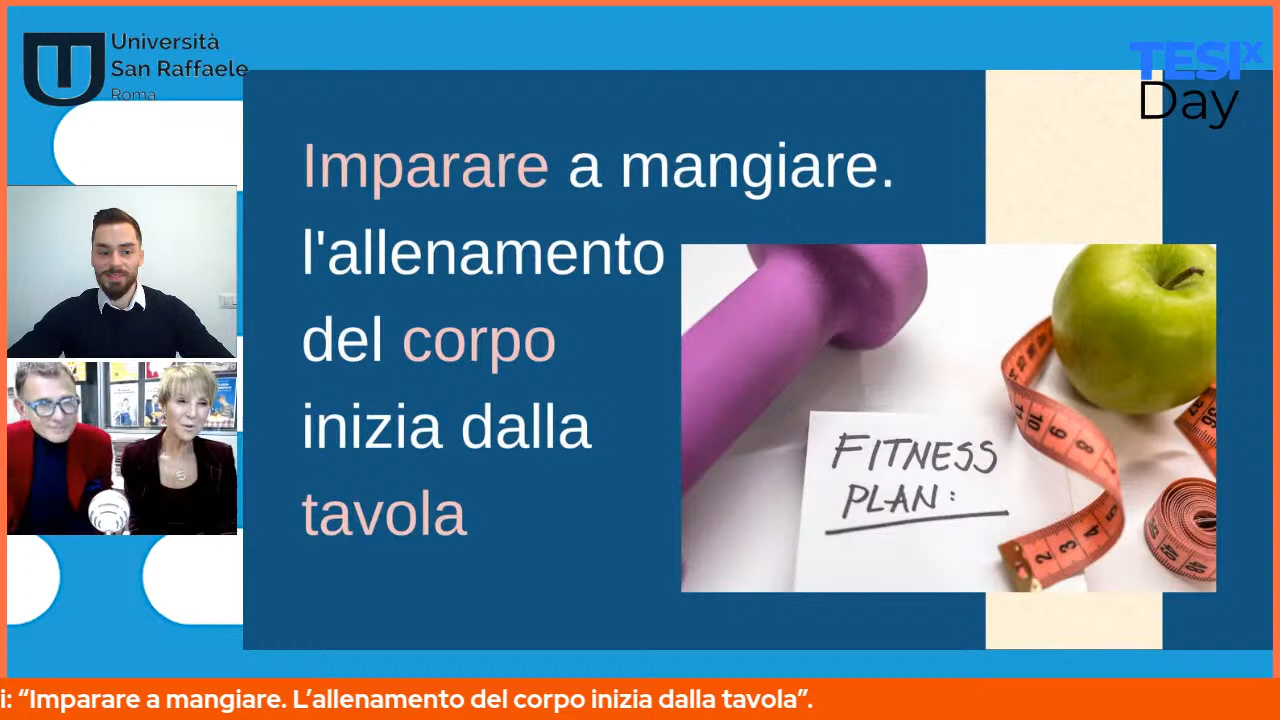 Università
San Raffaele
Roma
TESIX
Day
Imparare a mangiare.
l'allenamento
del corpo
inizia dalla
tavola
FITNESS
PLAN:
i: “Imparare a mangiare. L’allenamento del corpo inizia dalla tavola”.